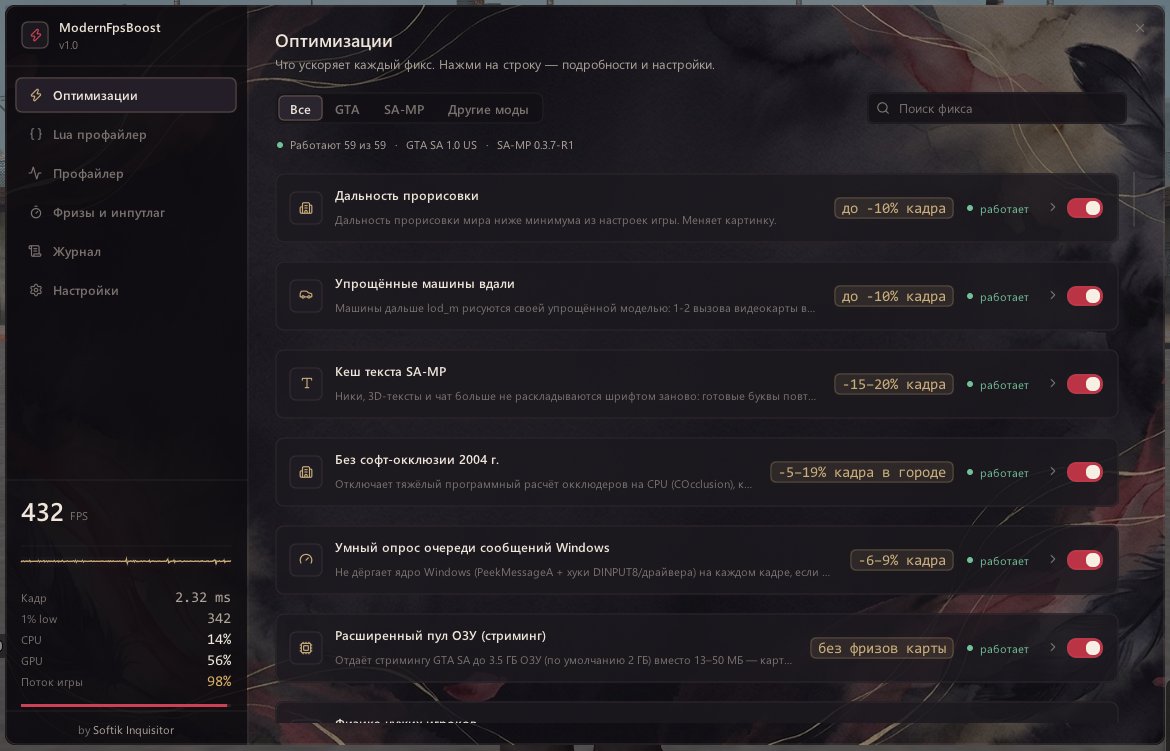 ModernFpsBoost
v1.0
Оптимизации
Lua профайлер
Профайлер
Фризы и инпутлаг
Журнал
Настройки
432 FPS
Кадр 2.32 ms
1% low 342
CPU 14%
GPU 56%
Поток игры 98%
by Softik Inquisitor
Оптимизации
Что ускоряет каждый фикс. Нажми на строку — подробности и настройки.
Все GTA SA-MP Другие моды
Поиск фикса
Работают 59 из 59 · GTA SA 1.0 US · SA-MP 0.3.7-R1
Дальность прорисовки
Дальность прорисовки мира ниже минимума из настроек игры. Меняет картинку.
до -10% кадра работает
Упрощённые машины вдали
Машины дальше lod_m рисуются своей упрощённой моделью: 1-2 вызова видеокарты в...
до -10% кадра работает
Кеш текста SA-MP
Ники, 3D-тексты и чат больше не раскладываются шрифтом заново: готовые буквы повт...
-15–20% кадра работает
Без софт-окклюзии 2004 г.
Отключает тяжёлый программный расчёт окклюдеров на CPU (COcclusion), к...
-5–19% кадра в городе работает
Умный опрос очереди сообщений Windows
Не дёргает ядро Windows (PeekMessageA + хуки DINPUT8/драйвера) на каждом кадре, если ...
-6–9% кадра работает
Расширенный пул ОЗУ (стриминг)
Отдаёт стримингу GTA SA до 3.5 ГБ ОЗУ (по умолчанию 2 ГБ) вместо 13–50 МБ — карт...
без фризов карты работает
Физика чужих игроков